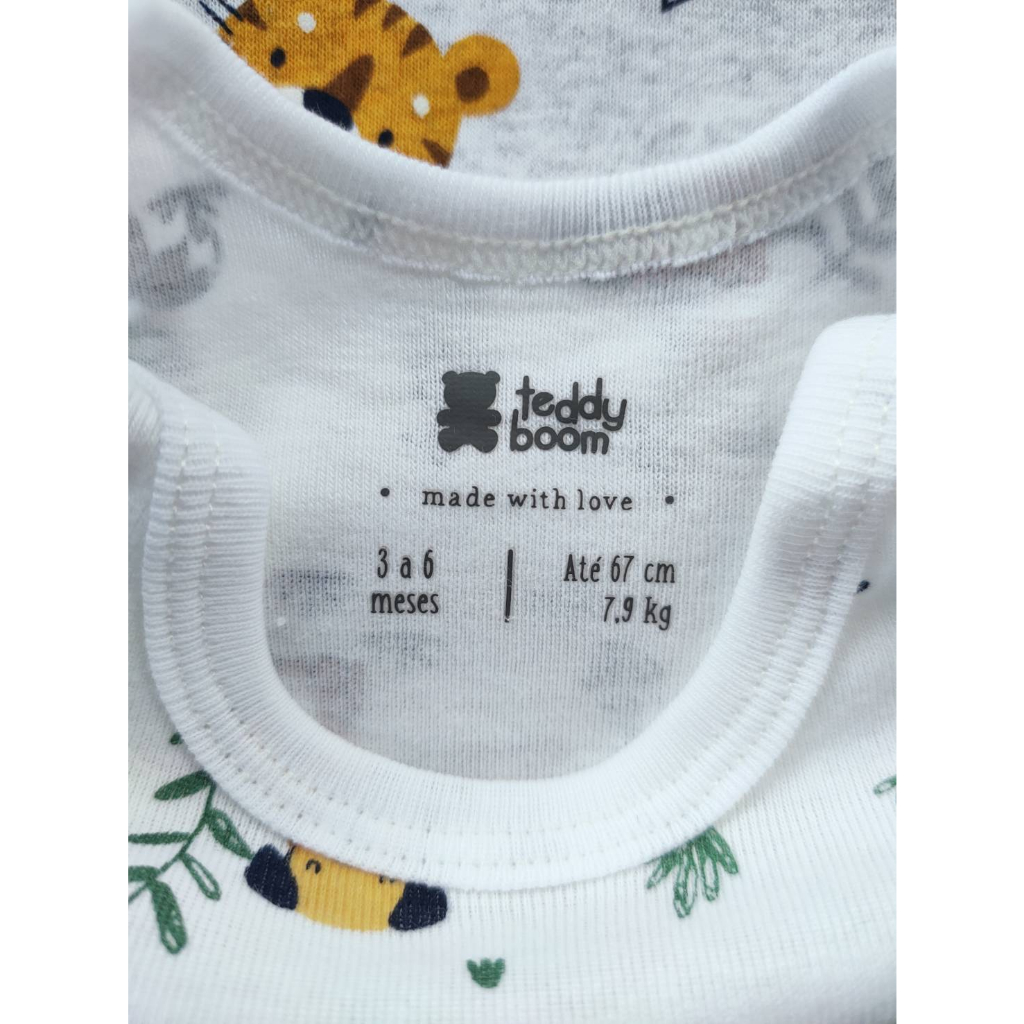 teddy
boom
• made with love •
3 a 6
meses
Até 67 cm
7,9 kg